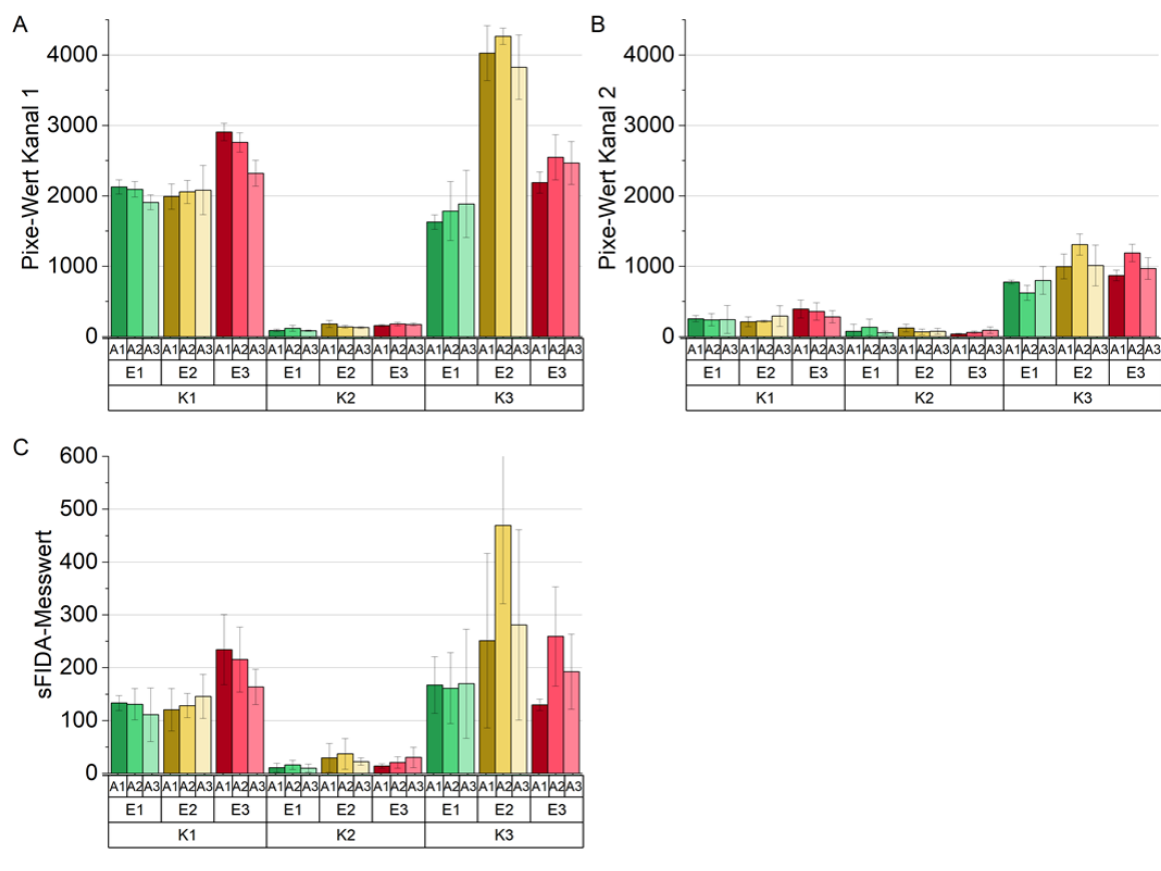 A
Pixe-Wert Kanal 1
4000
3000
2000
1000
0
A1 A2 A3 A1 A2 A3 A1 A2 A3 A1 A2 A3 A1 A2 A3 A1 A2 A3 A1 A2 A3 A1 A2 A3 A1 A2 A3
E1 E2 E3 E1 E2 E3 E1 E2 E3
K1 K2 K3
B
Pixe-Wert Kanal 2
4000
3000
2000
1000
0
A1 A2 A3 A1 A2 A3 A1 A2 A3 A1 A2 A3 A1 A2 A3 A1 A2 A3 A1 A2 A3 A1 A2 A3 A1 A2 A3
E1 E2 E3 E1 E2 E3 E1 E2 E3
K1 K2 K3
C
sFIDA-Messwert
600
500
400
300
200
100
0
A1 A2 A3 A1 A2 A3 A1 A2 A3 A1 A2 A3 A1 A2 A3 A1 A2 A3 A1 A2 A3 A1 A2 A3 A1 A2 A3
E1 E2 E3 E1 E2 E3 E1 E2 E3
K1 K2 K3